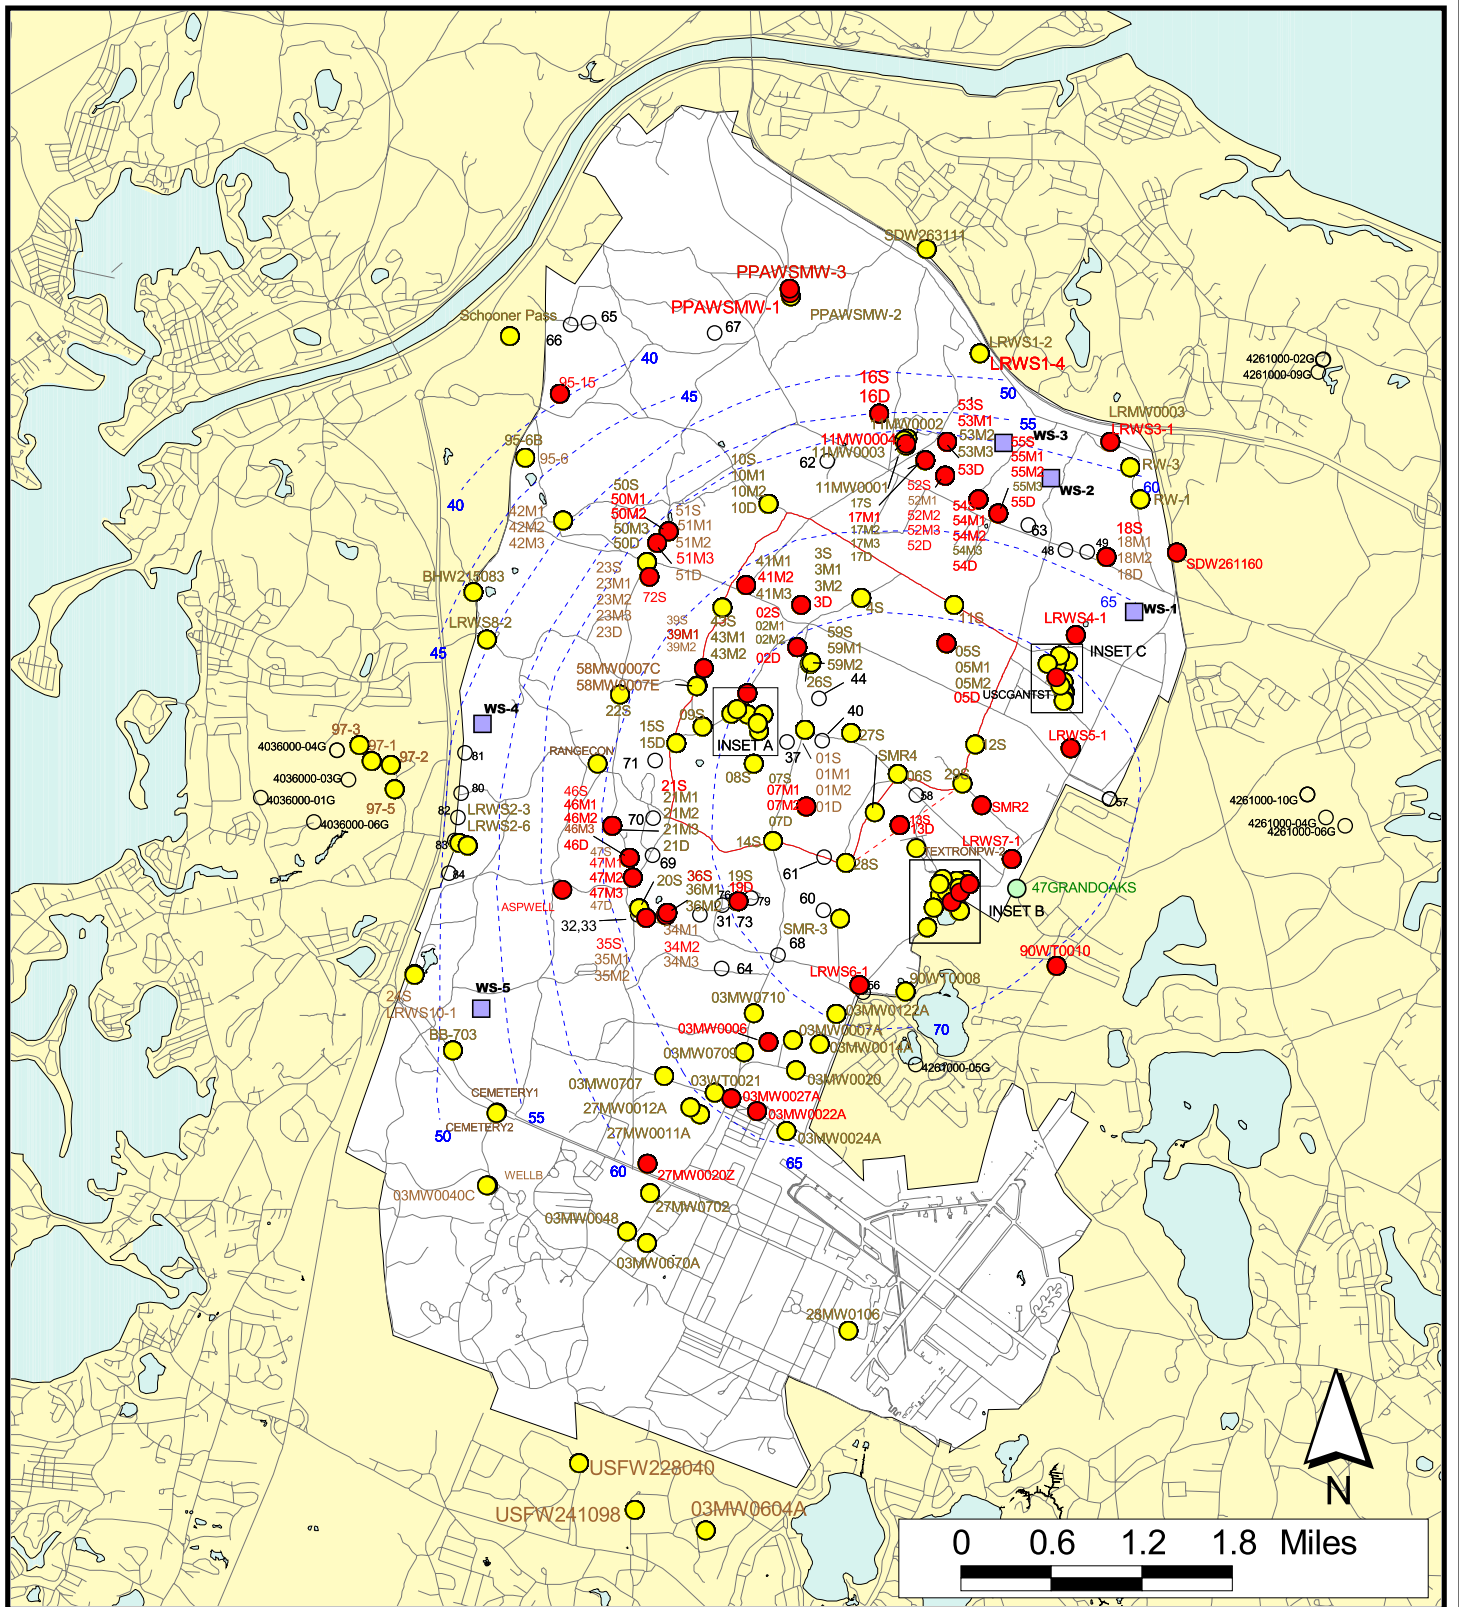 SDW263111
PPAWSMW-3
PPAWSMW-1
PPAWSMW-2
Schooner Pass
65
66
67
LRWS1-2
LRWS1-4
4261000-02G
4261000-09G
40
45
50
55
95-15
16S
16D
53S
53M1
53M2
53M3
53D
11MW0002
11MW0004
11MW0003
11MW0001
LRMW0003
LRWS3-1
WS-3
WS-2
RW-3
60
RW-1
95-6B
95-6
62
10S
10M1
10M2
10D
50S
50M1
50M2
50M3
50D
51S
51M1
51M2
51M3
51D
42M1
42M2
42M3
40
52S
52M1
52M2
52M3
52D
17S
17M1
17M2
17M3
17D
55S
55M1
55M2
55M3
55D
54S
54M1
54M2
54M3
54D
63
48
49
18S
18M1
18M2
18D
SDW261160
65
WS-1
23S
23M1
23M2
23M3
23D
72S
41M1
41M2
41M3
3S
3M1
3M2
3D
BHW215083
LRWS8-2
45
39S
39M1
39M2
43S
43M1
43M2
02S
02M1
02M2
02D
59S
59M1
59M2
26S
4S
11S
05S
05M1
05M2
05D
LRWS4-1
INSET C
USCGANTST
58MW0007C
58MW0007E
22S
44
40
WS-4
97-3
97-1
97-2
97-5
4036000-04G
4036000-03G
4036000-01G
4036000-06G
81
80
82
83
84
RANGECON
15S
15D
09S
71
INSET A
37
27S
01S
01M1
01M2
01D
08S
07S
07M1
07M2
07D
SMR4
06S
12S
29S
LRWS5-1
58
57
SMR2
4261000-10G
4261000-04G
4261000-06G
LRWS2-3
LRWS2-6
46S
46M1
46M2
46M3
46D
21S
21M1
21M2
21M3
21D
70
69
47S
47M1
47M2
47M3
47D
14S
13S
13D
61
28S
TEXTRONPW-2
LRWS7-1
47GRANDOAKS
INSET B
ASPWELL
20S
36S
36M1
36M2
19S
19D
76
79
31
73
32,33
34M1
34M2
34M3
35S
35M1
35M2
60
SMR-3
68
64
90WT0010
LRWS6-1
56
90WT0008
24S
LRWS10-1
WS-5
BB-703
03MW0710
03MW0122A
03MW0006
03MW0007A
03MW0014A
03MW0709
03MW0020
70
4261000-05G
03MW0707
03WT0021
03MW0027A
27MW0012A
27MW0011A
03MW0022A
03MW0024A
CEMETERY1
CEMETERY2
50
55
60
65
27MW0020Z
WELLB
03MW0040C
27MW0702
03MW0048
03MW0070A
28MW0106
USFW228040
USFW241098
03MW0604A
N
0 0.6 1.2 1.8 Miles